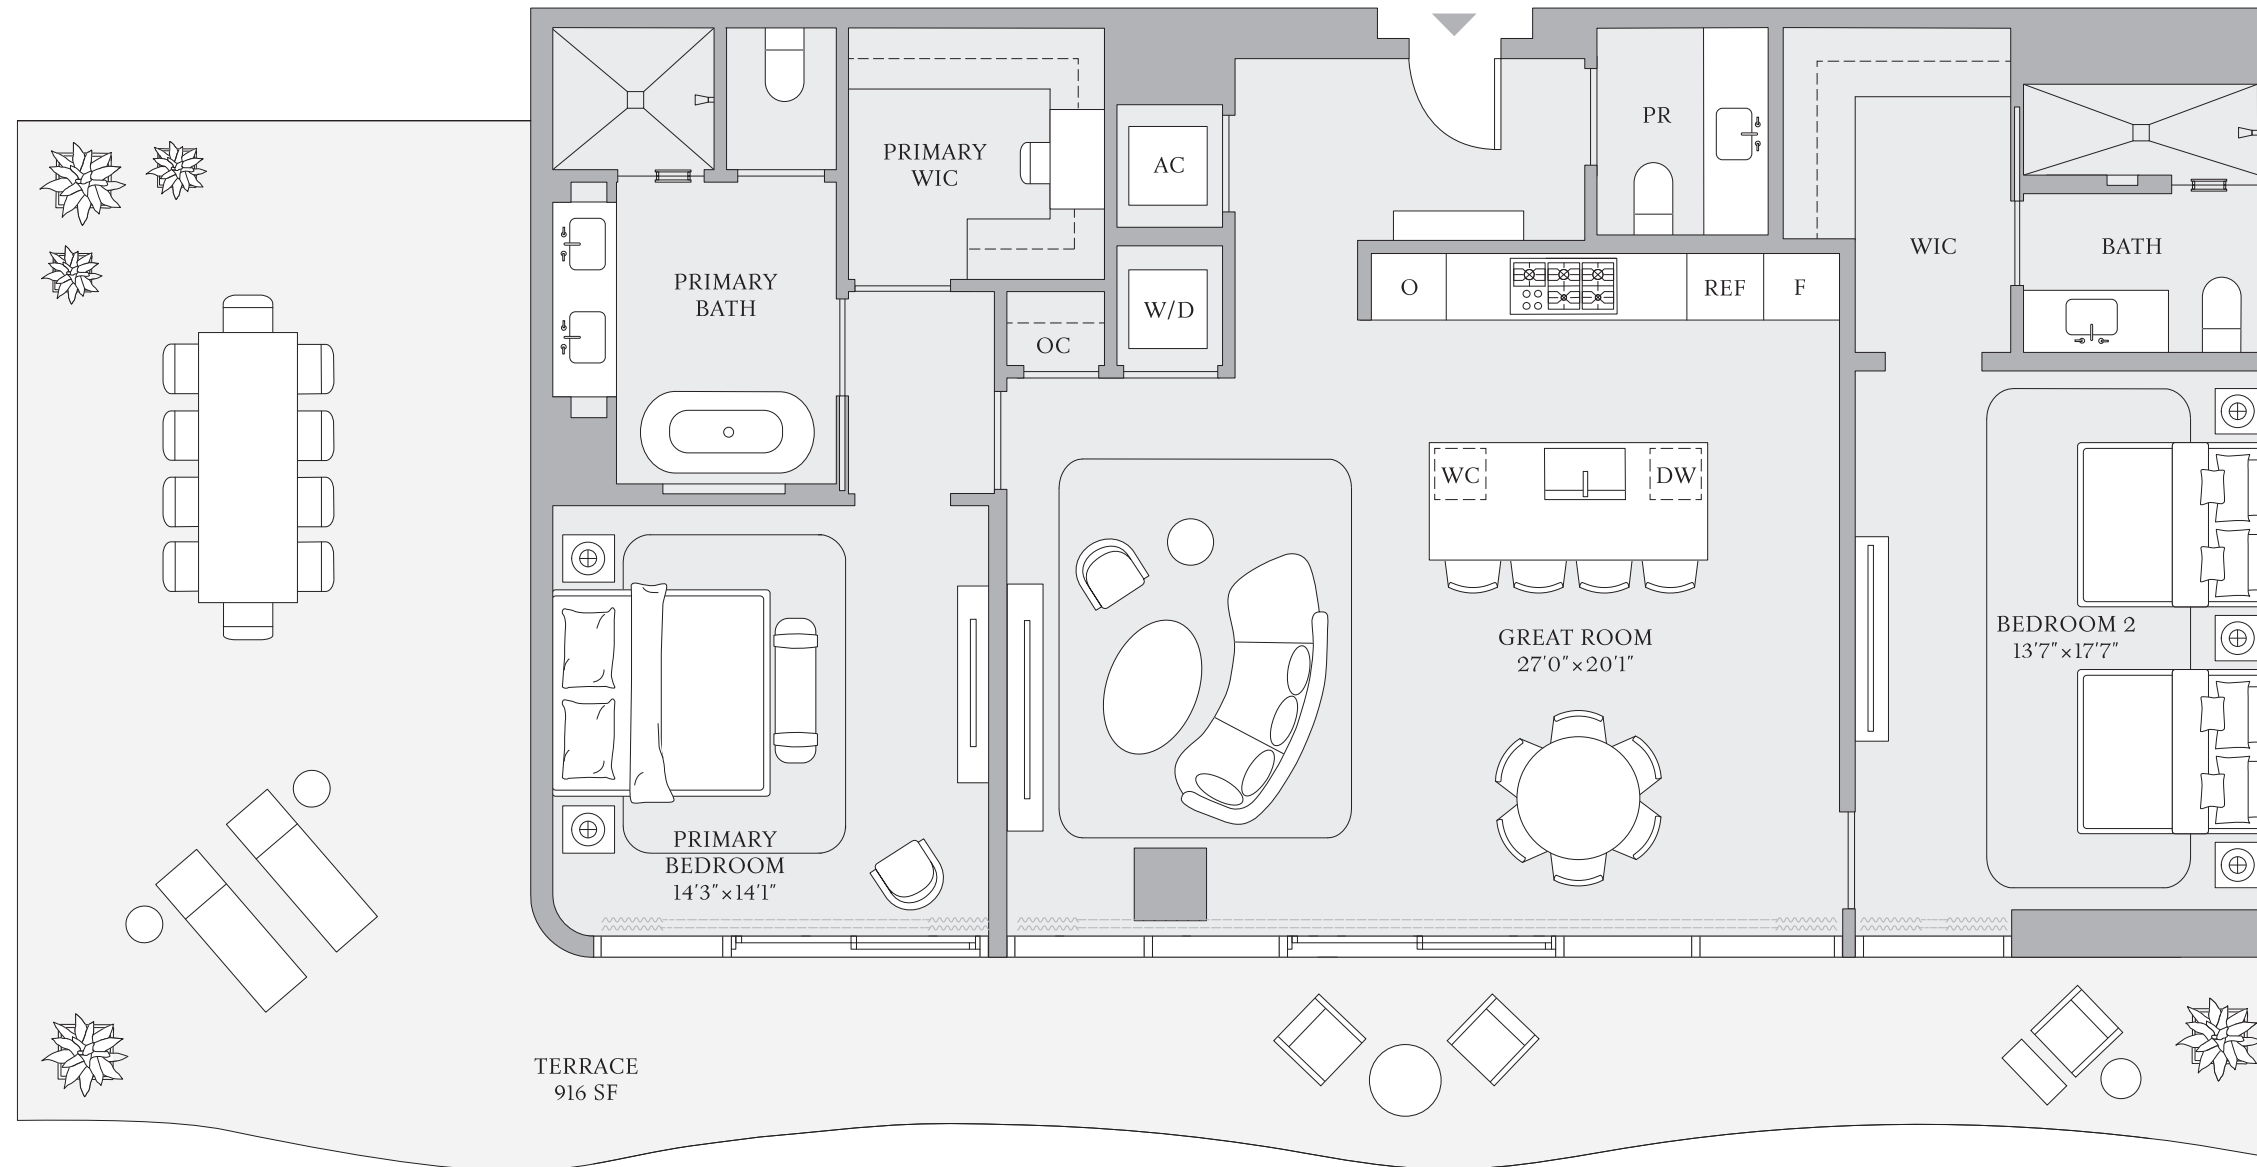 PR
PRIMARY
WIC
AC
WIC
BATH
PRIMARY
BATH
O
REF
F
W/D
OC
WC
DW
GREAT ROOM
27'0"×20'1"
BEDROOM 2
13'7"×17'7"
PRIMARY
BEDROOM
14'3"×14'1"
TERRACE
916 SF